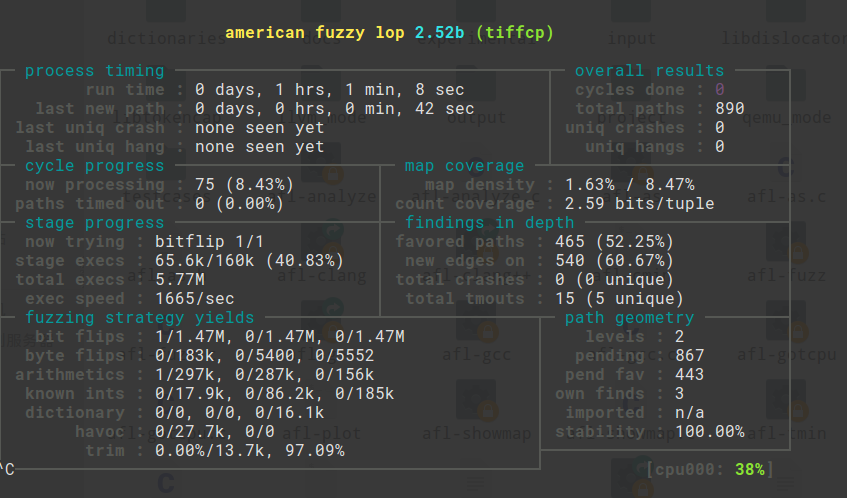 american fuzzy lop 2.52b (tiffcp)
process timing overall results
run time : 0 days, 1 hrs, 1 min, 8 sec cycles done : 0
last new path : 0 days, 0 hrs, 0 min, 42 sec total paths : 890
last uniq crash : none seen yet uniq crashes : 0
last uniq hang : none seen yet uniq hangs : 0
cycle progress map coverage
now processing : 75 (8.43%) map density : 1.63% / 8.47%
paths timed out : 0 (0.00%) count coverage : 2.59 bits/tuple
stage progress findings in depth
now trying : bitflip 1/1 favored paths : 465 (52.25%)
stage execs : 65.6k/160k (40.83%) new edges on : 540 (60.67%)
total execs : 5.77M total crashes : 0 (0 unique)
exec speed : 1665/sec total tmouts : 15 (5 unique)
fuzzing strategy yields path geometry
bit flips : 1/1.47M, 0/1.47M, 0/1.47M levels : 2
byte flips : 0/183k, 0/5400, 0/5552 pending : 867
arithmetics : 1/297k, 0/287k, 0/156k pend fav : 443
known ints : 0/17.9k, 0/86.2k, 0/185k own finds : 3
dictionary : 0/0, 0/0, 0/16.1k imported : n/a
havoc : 0/27.7k, 0/0 stability : 100.00%
trim : 0.00%/13.7k, 97.09%
^C [cpu000: 38%]
dictionaries
input
libdislocator
output
qemu_mode
afl-analyze
afl-as.c
afl-clang
afl-fuzz
afl-gcc
afl-gotcpu
afl-plot
afl-showmap
afl-tmin